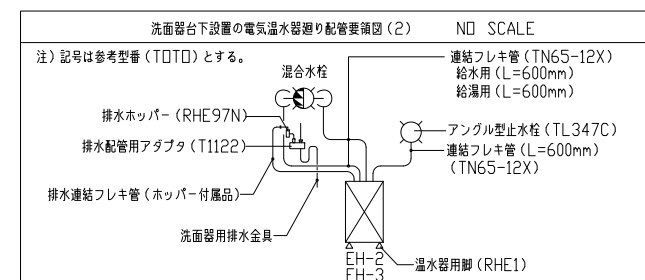 洗面器台下設置の電気温水器廻り配管要領図(2) NO SCALE
注)記号は参考型番(TOTO)とする。
混合水栓
連結フレキ管(TN65-12X)
給水用(L=600mm)
給湯用(L=600mm)
排水ホッパー(RHE97N)
排水配管用アダプタ(T1122)
アングル型止水栓(TL347C)
連結フレキ管(L=600mm)
(TN65-12X)
排水連結フレキ管(ホッパー付属品)
洗面器用排水金具
EH-2
EH-3
温水器用脚(RHE1)